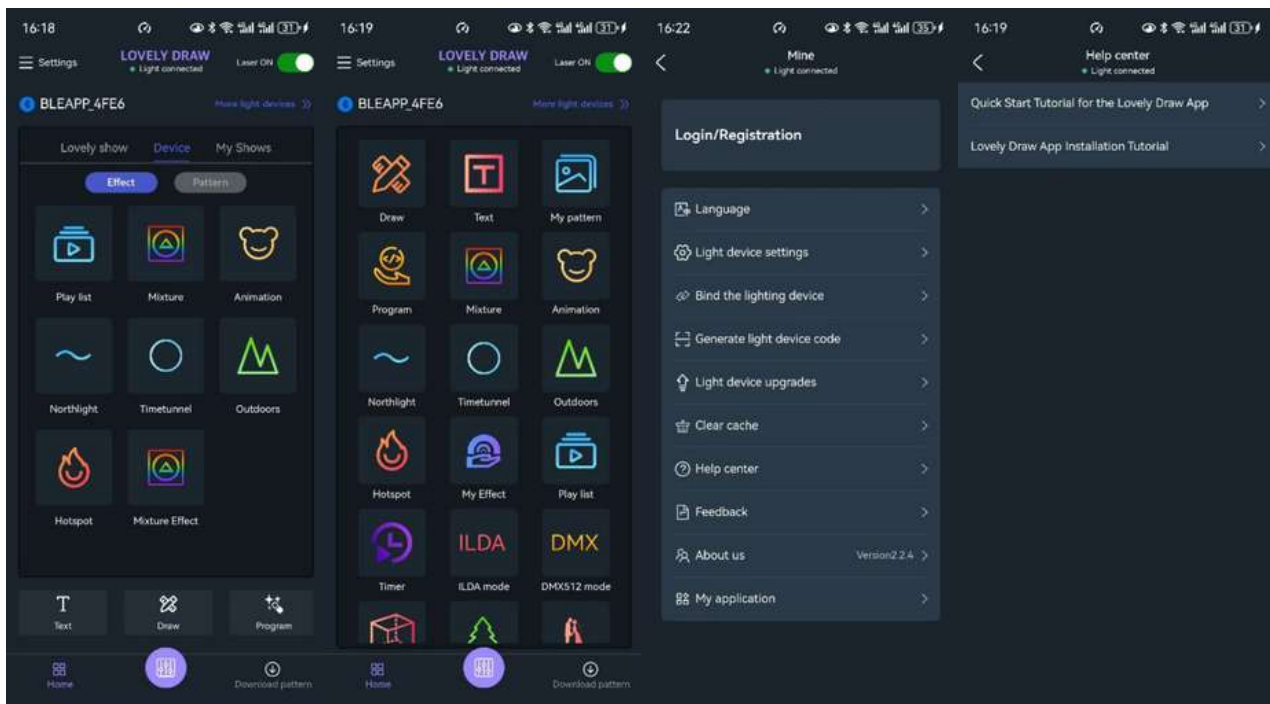 16:18
31
Settings
LOVELY DRAW
Light connected
Laser ON
BLEAPP_4FE6
More light devices
Lovely show
Device
My Shows
Effect
Pattern
Play list
Mixture
Animation
Northlight
Timetunnel
Outdoors
Hotspot
Mixture Effect
T
Text
Draw
Program
Home
Download pattern
16:19
31
Settings
LOVELY DRAW
Light connected
Laser ON
BLEAPP_4FE6
More light devices
T
Draw
Text
My pattern
Program
Mixture
Animation
Northlight
Timetunnel
Outdoors
Hotspot
My Effect
Play list
ILDA
DMX
Timer
ILDA mode
DMX512 mode
Home
Download pattern
16:22
35
Mine
Light connected
Login/Registration
Language
Light device settings
Bind the lighting device
Generate light device code
Light device upgrades
Clear cache
Help center
Feedback
About us
Version2.2.4
My application
16:19
31
Help center
Light connected
Quick Start Tutorial for the Lovely Draw App
Lovely Draw App Installation Tutorial